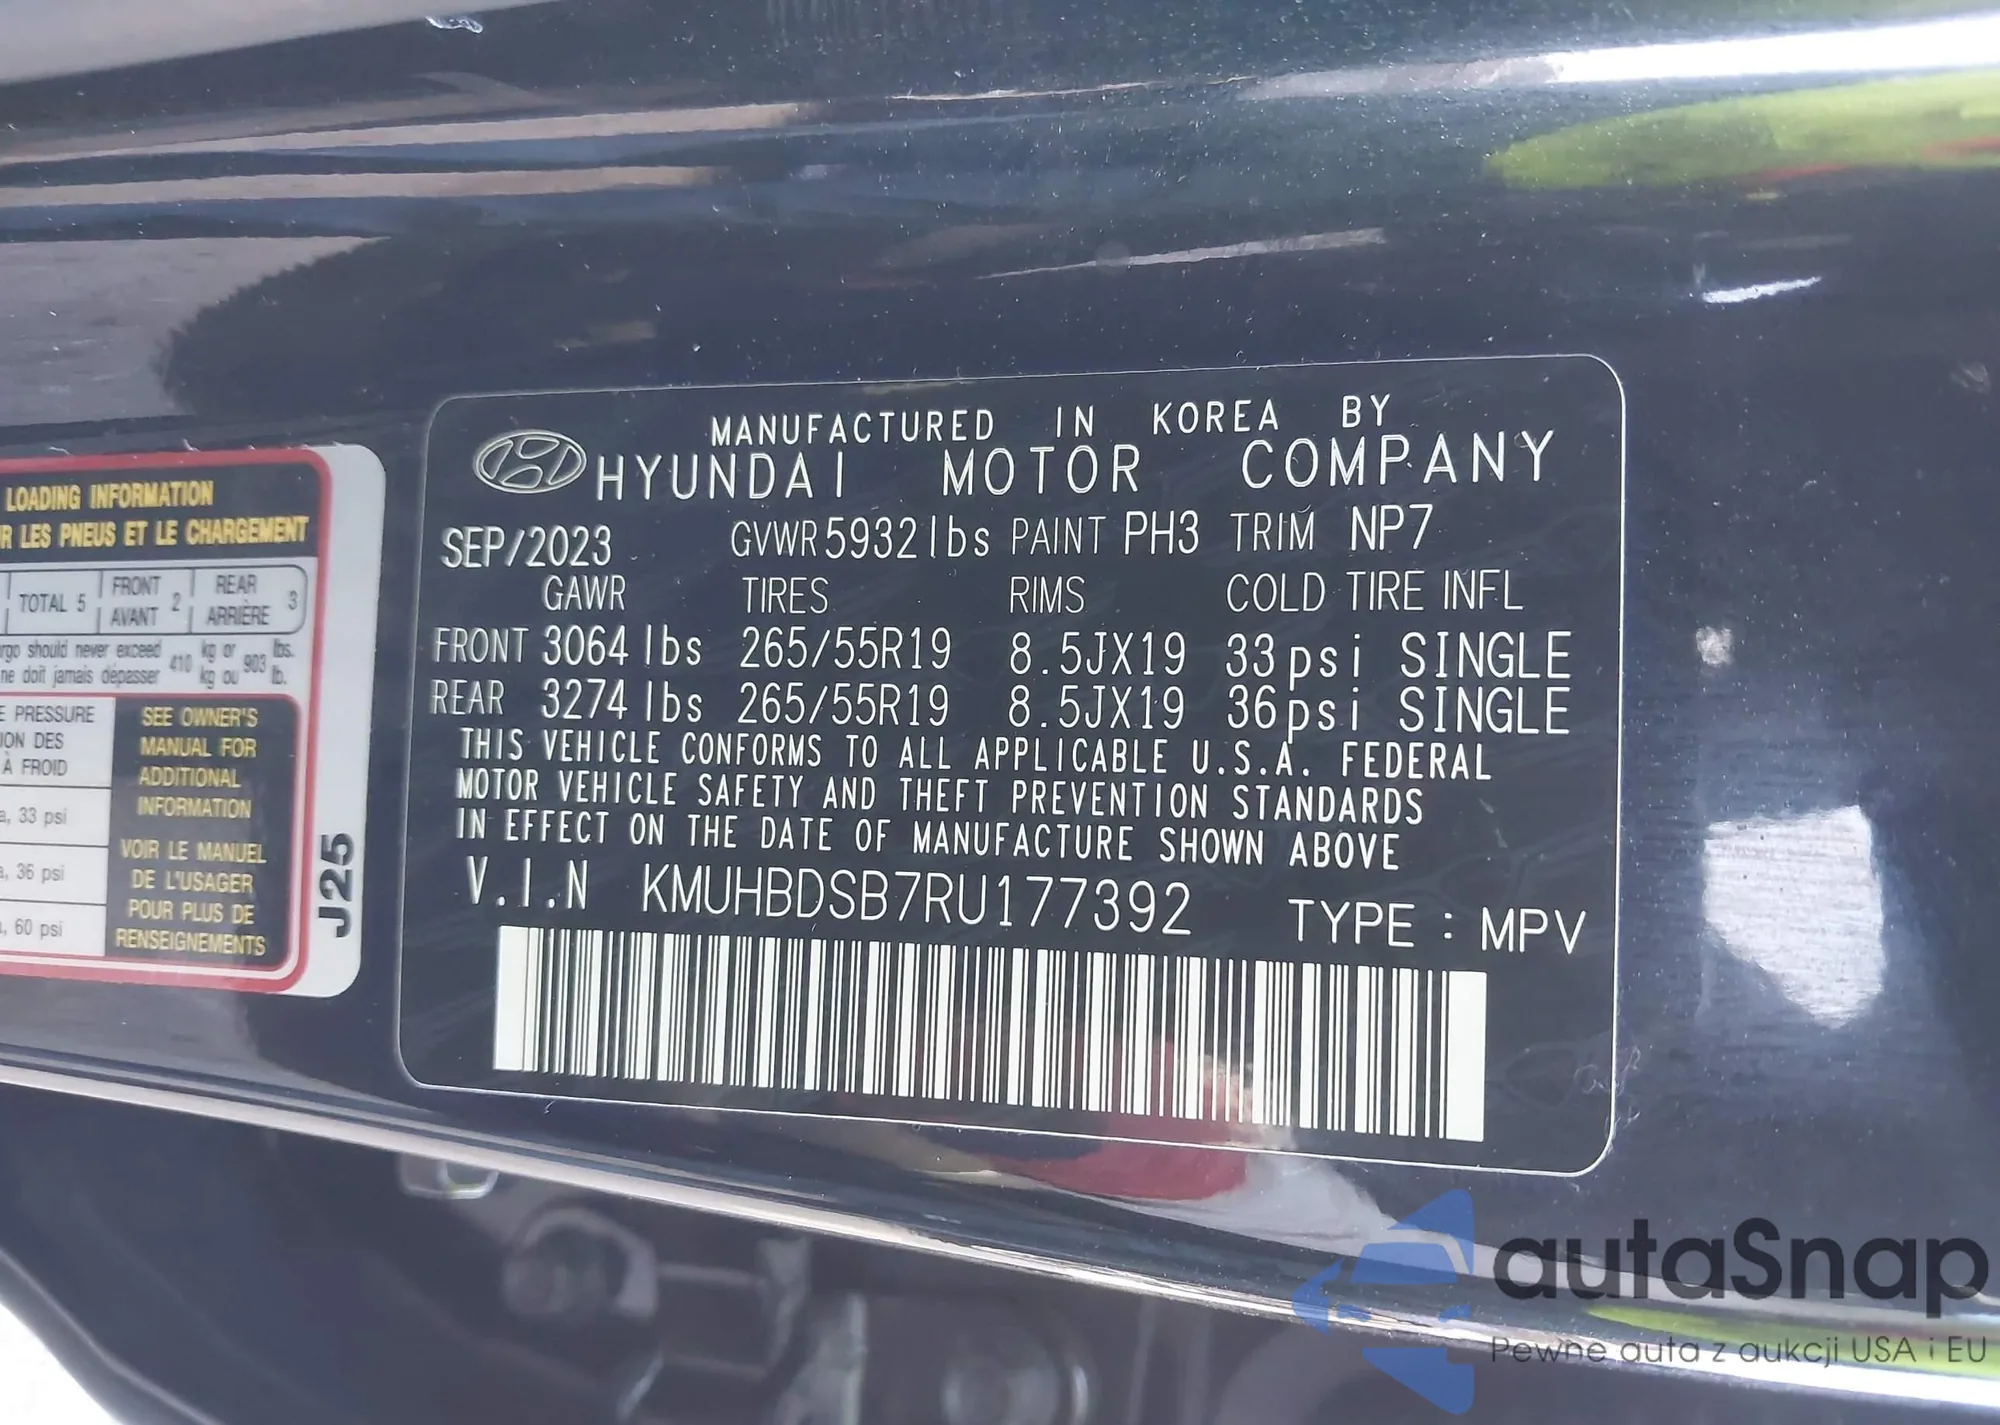 MANUFACTURED IN KOREA BY
HYUNDAI MOTOR COMPANY
SEP/2023 GVWR 5932 lbs PAINT PH3 TRIM NP7
GAWR TIRES RIMS COLD TIRE INFL
FRONT 3064 lbs 265/55R19 8.5JX19 33 psi SINGLE
REAR 3274 lbs 265/55R19 8.5JX19 36 psi SINGLE
THIS VEHICLE CONFORMS TO ALL APPLICABLE U.S.A. FEDERAL
MOTOR VEHICLE SAFETY AND THEFT PREVENTION STANDARDS
IN EFFECT ON THE DATE OF MANUFACTURE SHOWN ABOVE
V.I.N KMUHBDSB7RU177392 TYPE : MPV
LOADING INFORMATION
LES PNEUS ET LE CHARGEMENT
TOTAL 5 FRONT AVANT 2 REAR ARRIÈRE 3
should never exceed 410 kg or 903 lbs.
ne doit jamais dépasser kg ou lb.
PRESSURE
DES
À FROID
33 psi
36 psi
60 psi
SEE OWNER'S
MANUAL FOR
ADDITIONAL
INFORMATION
VOIR LE MANUEL
DE L'USAGER
POUR PLUS DE
RENSEIGNEMENTS
J25
autaSnap
Pewne auta z aukcji USA i EU